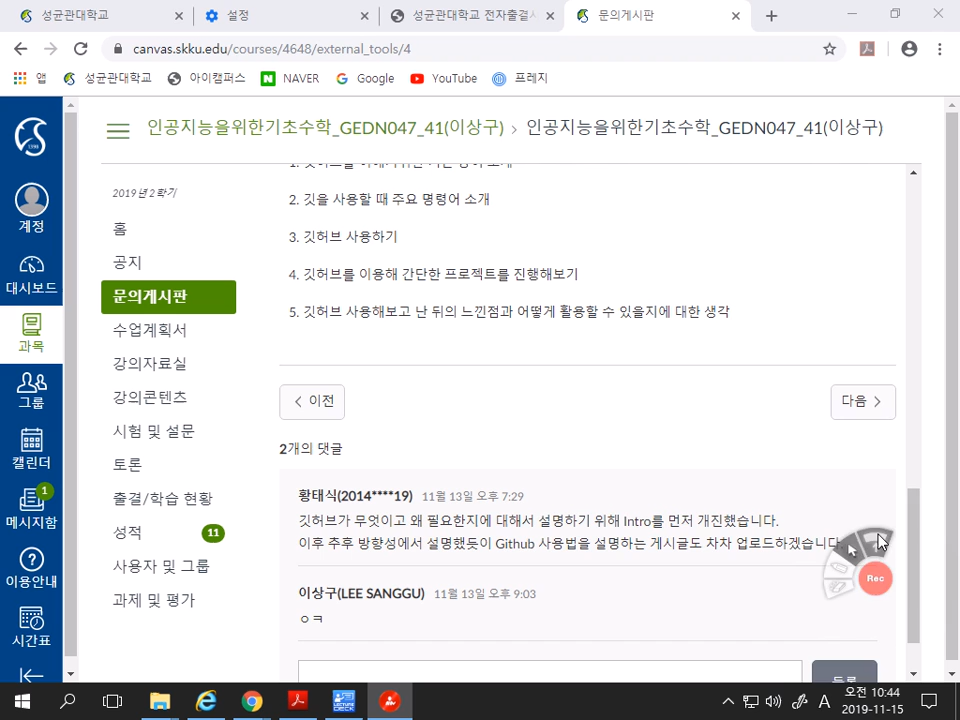 성균관대학교
설정
성균관대학교 전자출결시
문의게시판
canvas.skku.edu/courses/4648/external_tools/4
앱
성균관대학교
아이캠퍼스
NAVER
Google
YouTube
프레지
인공지능을위한기초수학_GEDN047_41(이상구) > 인공지능을위한기초수학_GEDN047_41(이상구)
계정
대시보드
과목
그룹
캘린더
1
메시지함
이용안내
시간표
2019년 2학기
홈
공지
문의게시판
수업계획서
강의자료실
강의콘텐츠
시험 및 설문
토론
출결/학습 현황
성적 11
사용자 및 그룹
과제 및 평가
2. 깃을 사용할 때 주요 명령어 소개
3. 깃허브 사용하기
4. 깃허브를 이용해 간단한 프로젝트를 진행해보기
5. 깃허브 사용해보고 난 뒤의 느낀점과 어떻게 활용할 수 있을지에 대한 생각
< 이전
다음 >
2개의 댓글
황태식(2014****19) 11월 13일 오후 7:29
깃허브가 무엇이고 왜 필요한지에 대해서 설명하기 위해 Intro를 먼저 개진했습니다.
이후 추후 방향성에서 설명했듯이 Github 사용법을 설명하는 게시글도 차차 업로드하겠습니다.
Rec
이상구(LEE SANGGU) 11월 13일 오후 9:03
ㅇㅋ
LECTURE
CHECK
A
오전 10:44
2019-11-15